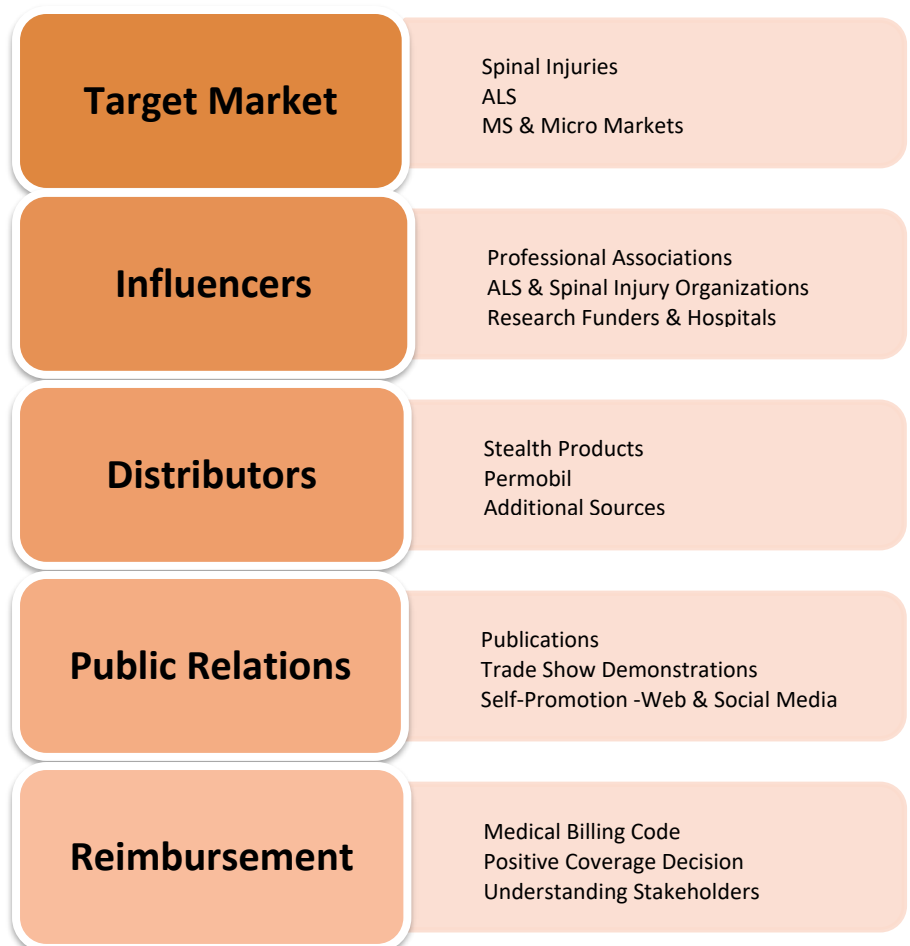 Target Market
Spinal Injuries
ALS
MS & Micro Markets
Influencers
Professional Associations
ALS & Spinal Injury Organizations
Research Funders & Hospitals
Distributors
Stealth Products
Permobil
Additional Sources
Public Relations
Publications
Trade Show Demonstrations
Self-Promotion -Web & Social Media
Reimbursement
Medical Billing Code
Positive Coverage Decision
Understanding Stakeholders